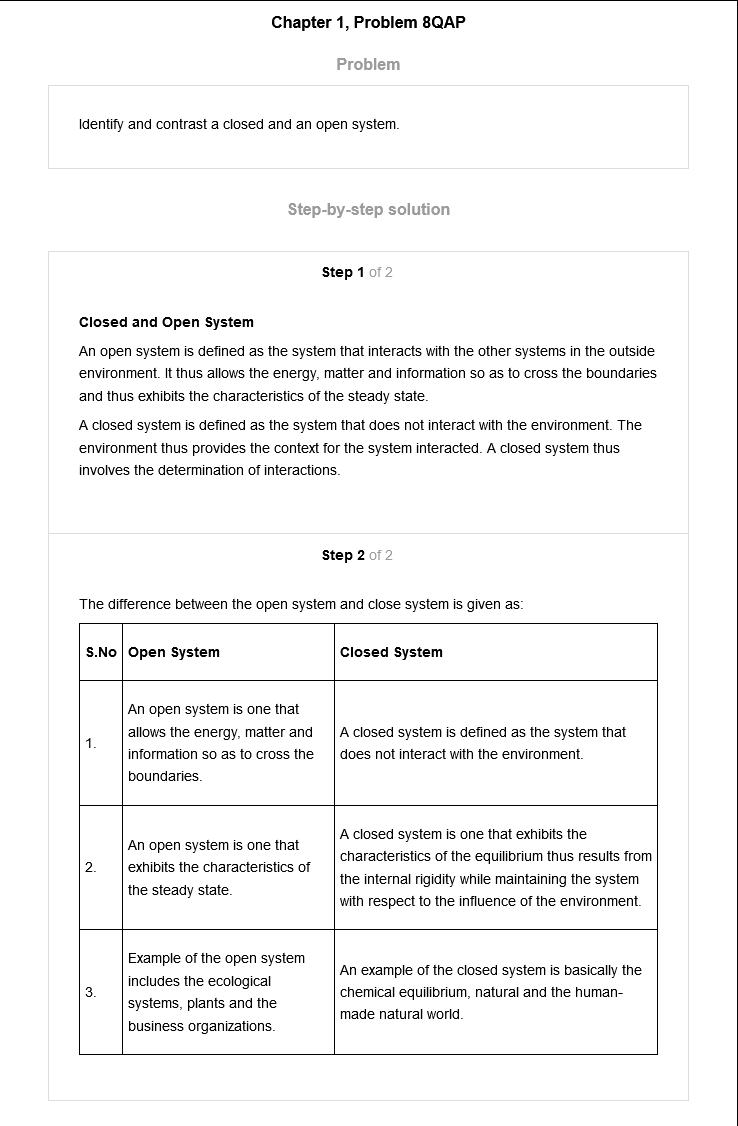 Chapter 1, Problem 8QAP
Problem
Identify and contrast a closed and an open system.
Step-by-step solution
Step 1 of 2
Closed and Open System
An open system is defined as the system that interacts with the other systems in the outside
environment. It thus allows the energy, matter and information so as to cross the boundaries
and thus exhibits the characteristics of the steady state.
A closed system is defined as the system that does not interact with the environment. The
environment thus provides the context for the system interacted. A closed system thus
involves the determination of interactions.
Step 2 of 2
The difference between the open system and close system is given as:
S.No Open System Closed System
1.
An open system is one that
allows the energy, matter and
information so as to cross the
boundaries.
A closed system is defined as the system that
does not interact with the environment.
2.
An open system is one that
exhibits the characteristics of
the steady state.
A closed system is one that exhibits the
characteristics of the equilibrium thus results from
the internal rigidity while maintaining the system
with respect to the influence of the environment.
3.
Example of the open system
includes the ecological
systems, plants and the
business organizations.
An example of the closed system is basically the
chemical equilibrium, natural and the human-
made natural world.